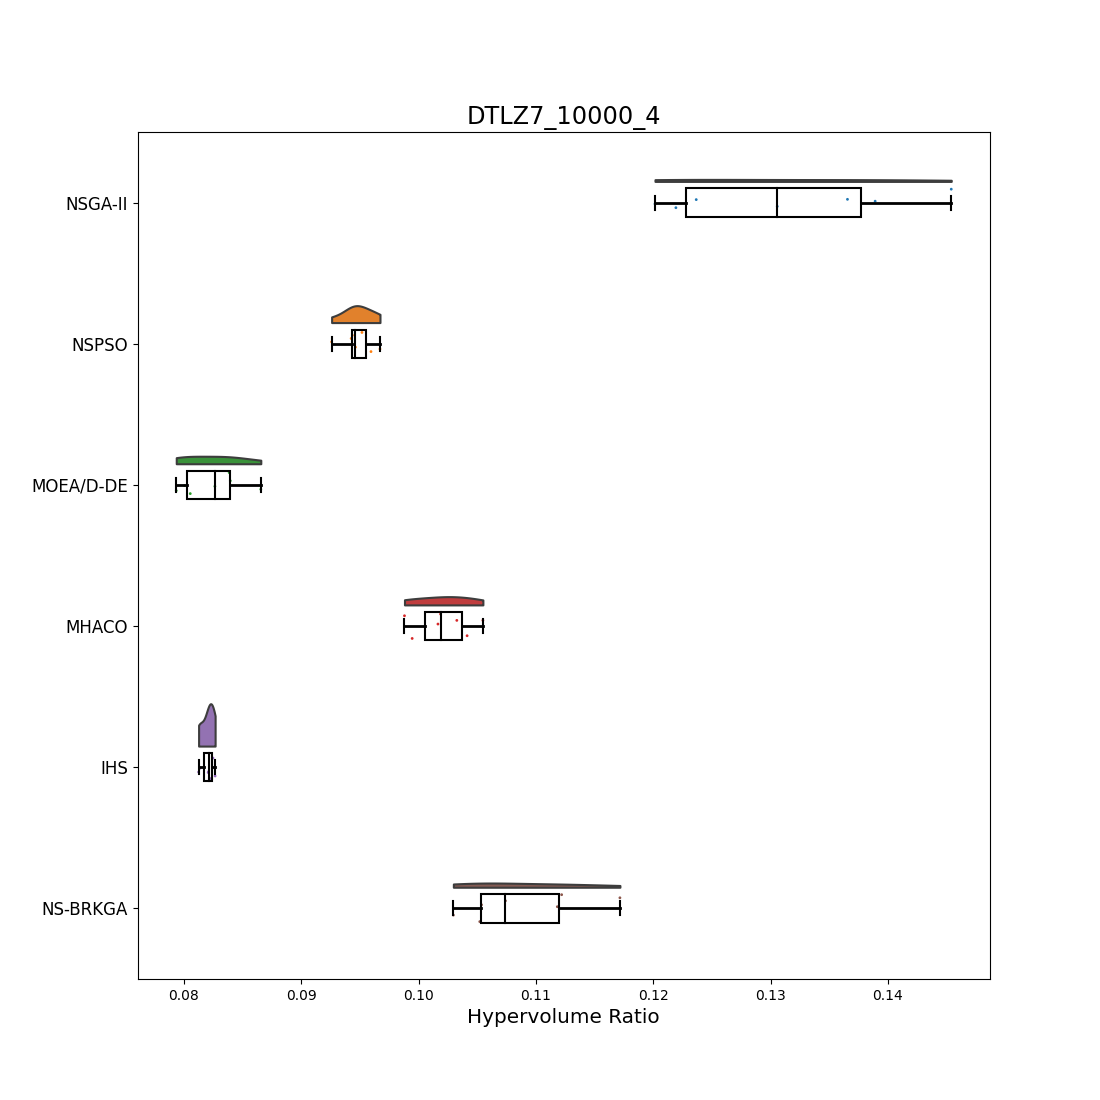 DTLZ7_10000_4
NSGA-II
NSPSO
MOEA/D-DE
MHACO
IHS
NS-BRKGA
0.08 0.09 0.10 0.11 0.12 0.13 0.14
Hypervolume Ratio